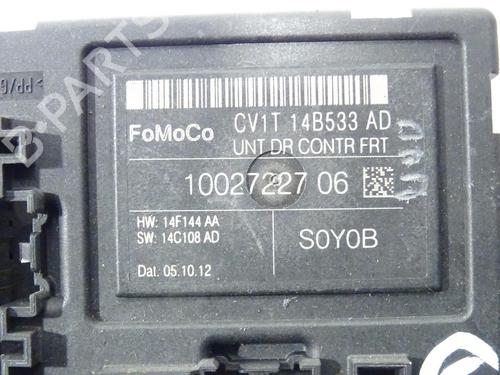 FoMoCo CV1T 14B533 AD
UNT DR CONTR FRT
10027227 06
HW: 14F144 AA
SW: 14C108 AD
S0Y0B
Dat. 05.10.12